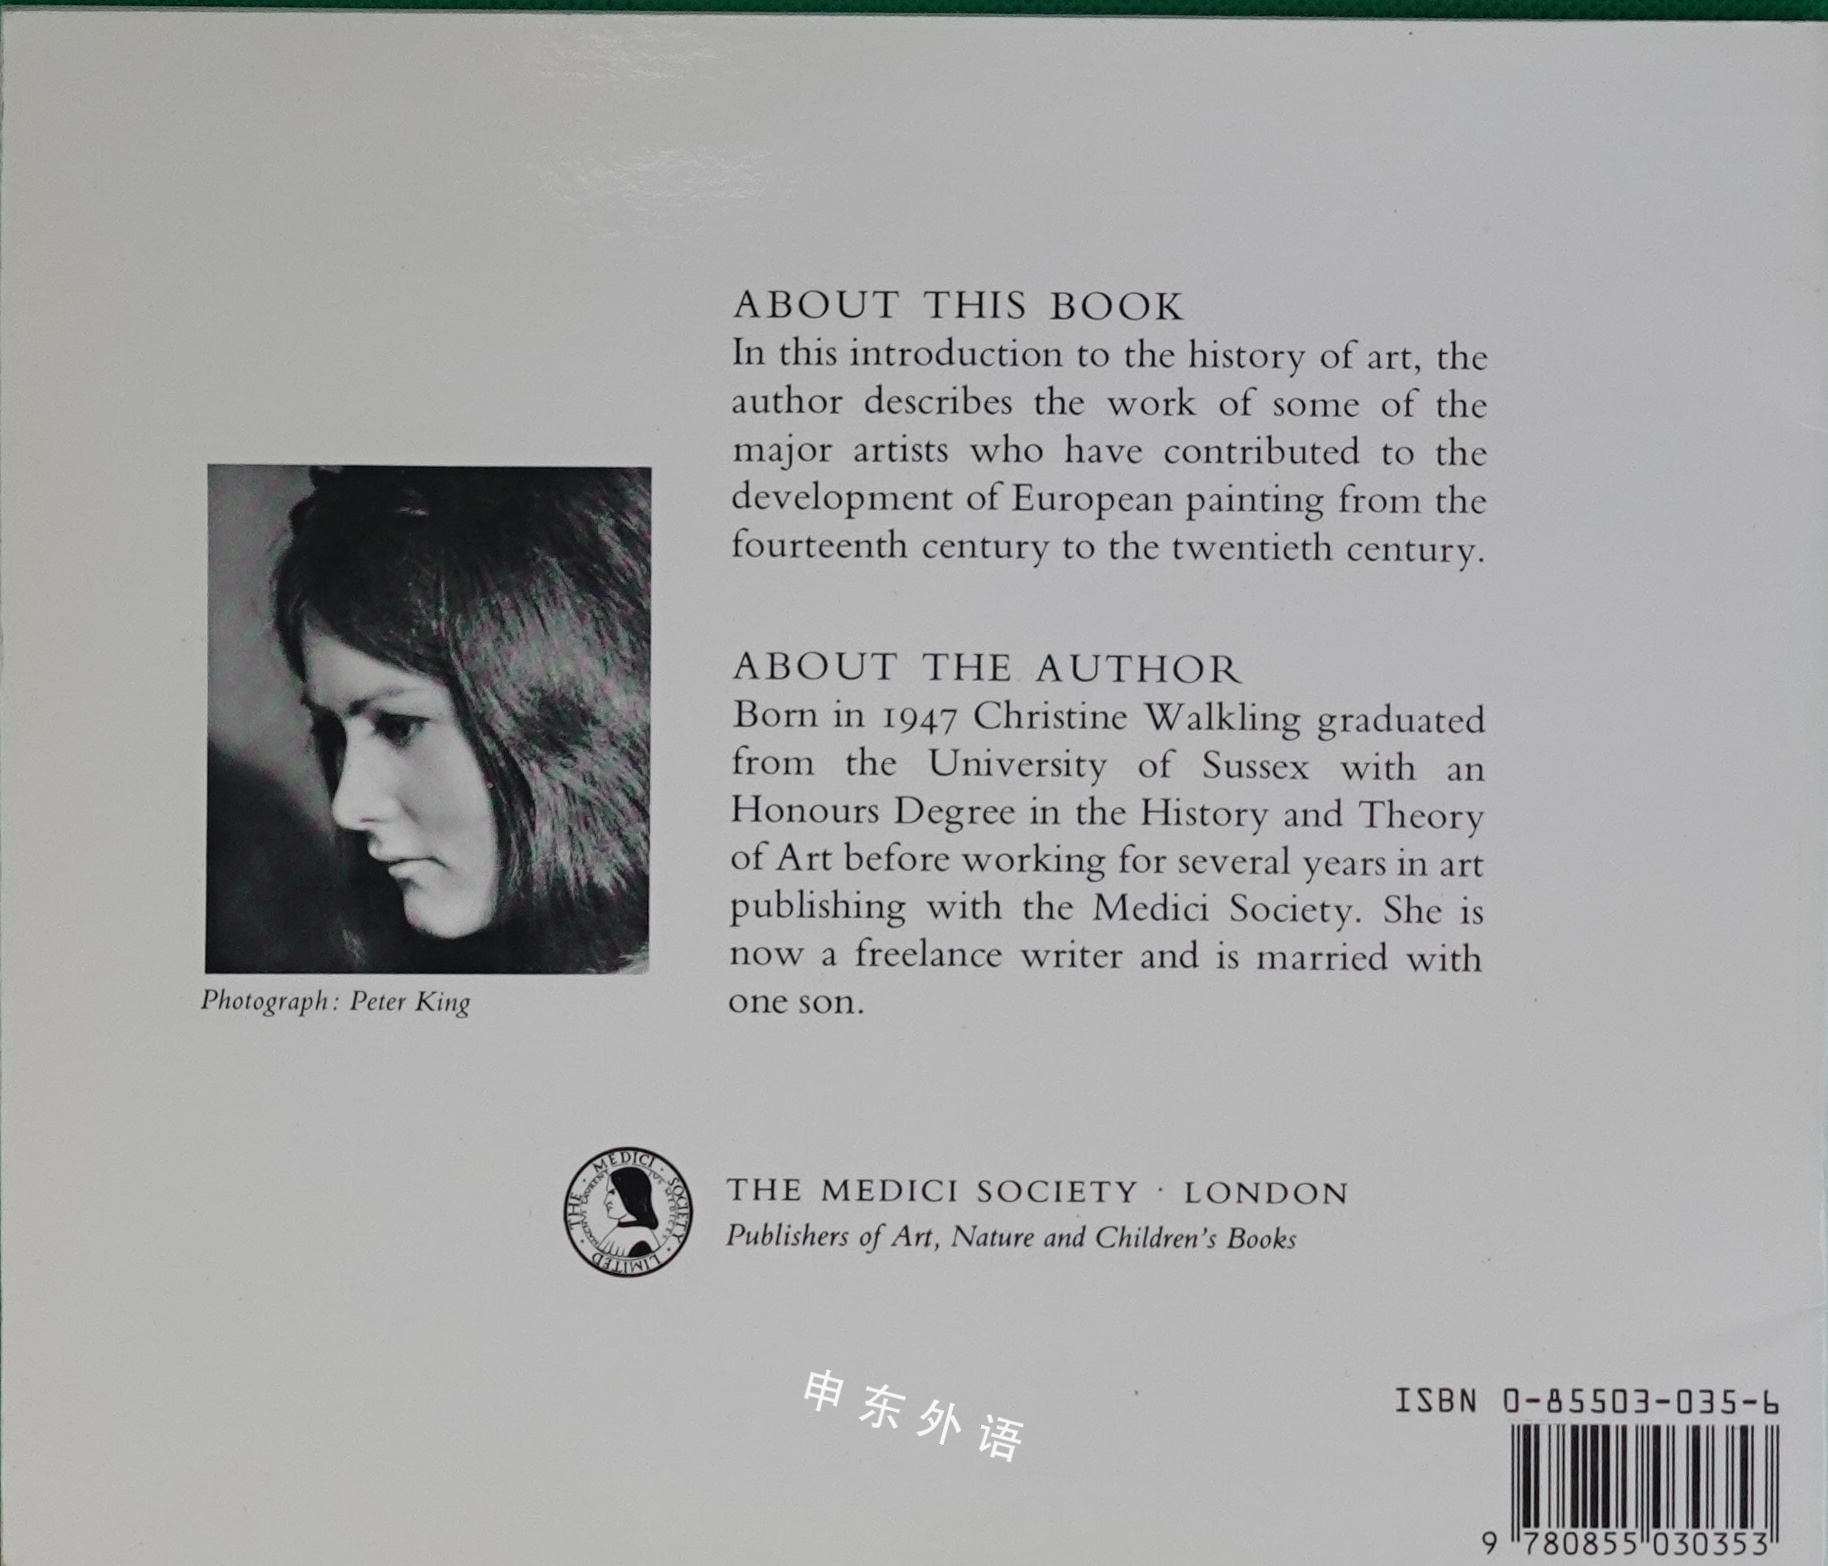 ABOUT THIS BOOK
In this introduction to the history of art, the
author describes the work of some of the
major artists who have contributed to the
development of European painting from the
fourteenth century to the twentieth century.
ABOUT THE AUTHOR
Born in 1947 Christine Walkling graduated
from the University of Sussex with an
Honours Degree in the History and Theory
of Art before working for several years in art
publishing with the Medici Society. She is
now a freelance writer and is married with
one son.
Photograph: Peter King
THE · MEDICI · SOCIETY · LIMITED ·
THE MEDICI SOCIETY · LONDON
Publishers of Art, Nature and Children's Books
申东外语
ISBN 0-85503-035-6
9 780855 030353